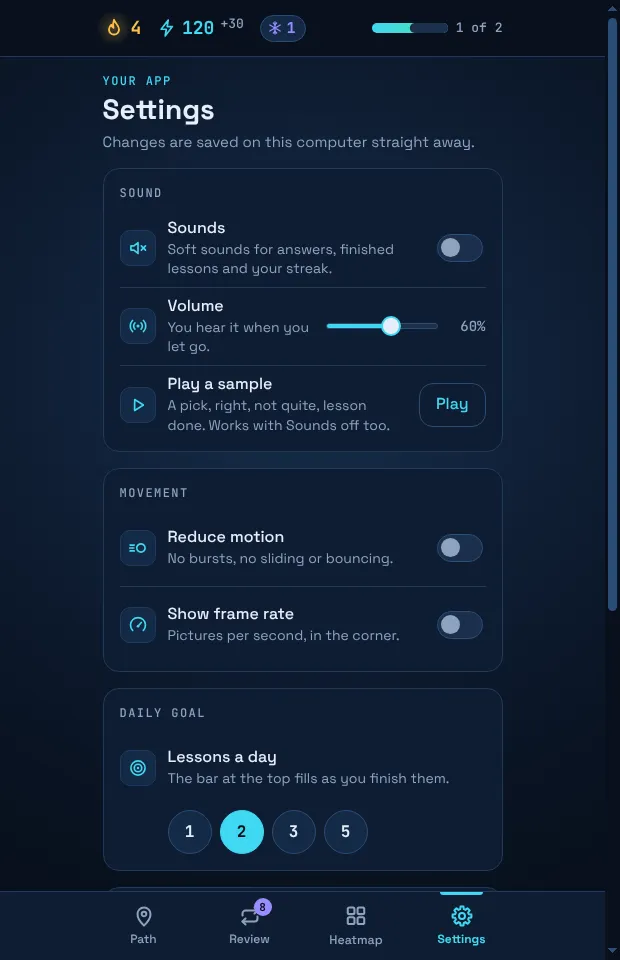 4 120 +30 1 1 of 2
YOUR APP
Settings
Changes are saved on this computer straight away.
SOUND
Sounds
Soft sounds for answers, finished
lessons and your streak.
Volume
You hear it when you
let go.
60%
Play a sample
A pick, right, not quite, lesson
done. Works with Sounds off too.
Play
MOVEMENT
Reduce motion
No bursts, no sliding or bouncing.
Show frame rate
Pictures per second, in the corner.
DAILY GOAL
Lessons a day
The bar at the top fills as you finish them.
1 2 3 5
8
Path Review Heatmap Settings